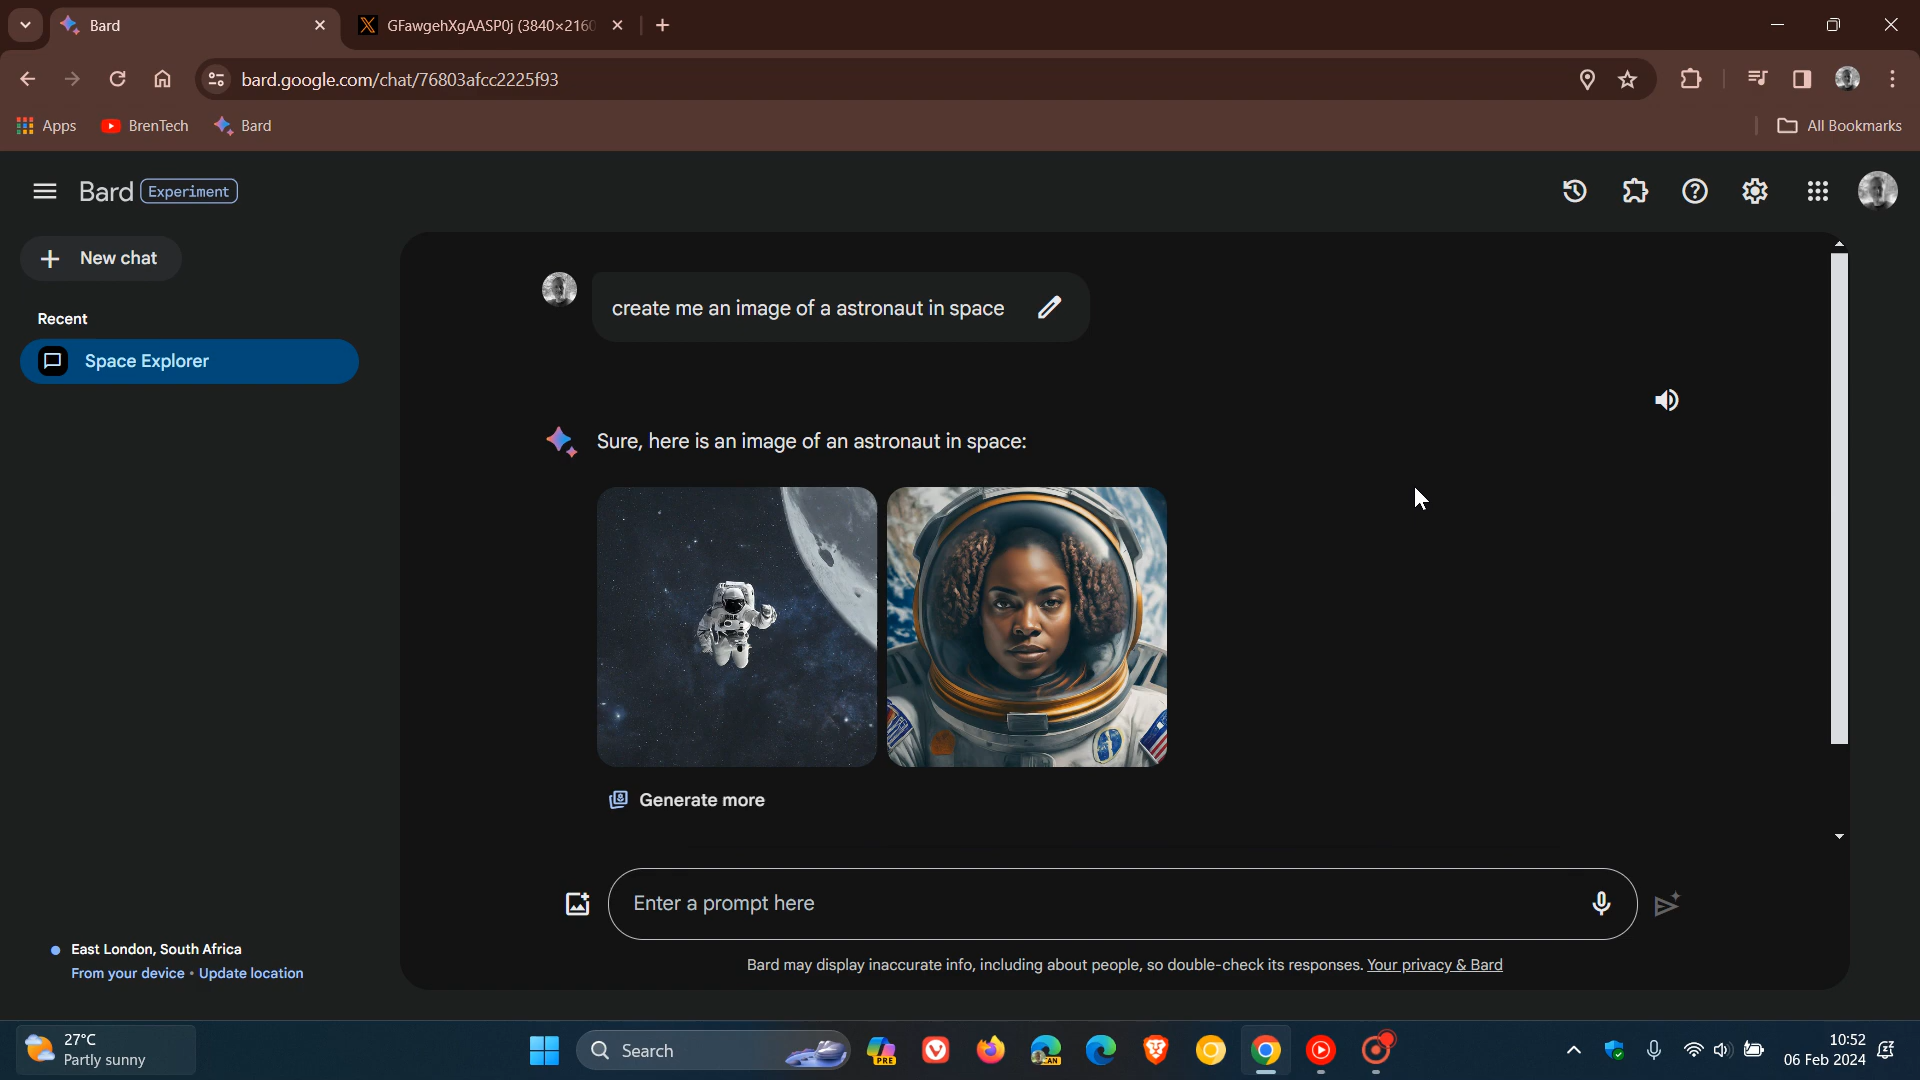 Bard
GFawgehXgAASP0j (3840×2160
bard.google.com/chat/76803afcc2225f93
Apps
BrenTech
Bard
All Bookmarks
Bard Experiment
New chat
Recent
Space Explorer
create me an image of a astronaut in space
Sure, here is an image of an astronaut in space:
Generate more
Enter a prompt here
Bard may display inaccurate info, including about people, so double-check its responses. Your privacy & Bard
East London, South Africa
From your device • Update location
27°C
Partly sunny
Search
PRE
CAN
10:52
06 Feb 2024